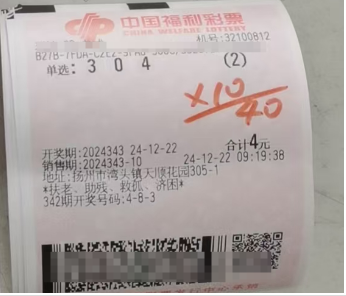 中国福利彩票
CHINA WELFARE LOTTERY
机号:32100812
单选: 3 0 4 (2)
×10
40
开奖期:2024343 24-12-22 合计4元
销售期:2024343-10 24-12-22 09:19:38
地址:扬州市湾头镇天顺花园305-1
*扶老、助残、救孤、济困*
342期开奖号码:4-8-3